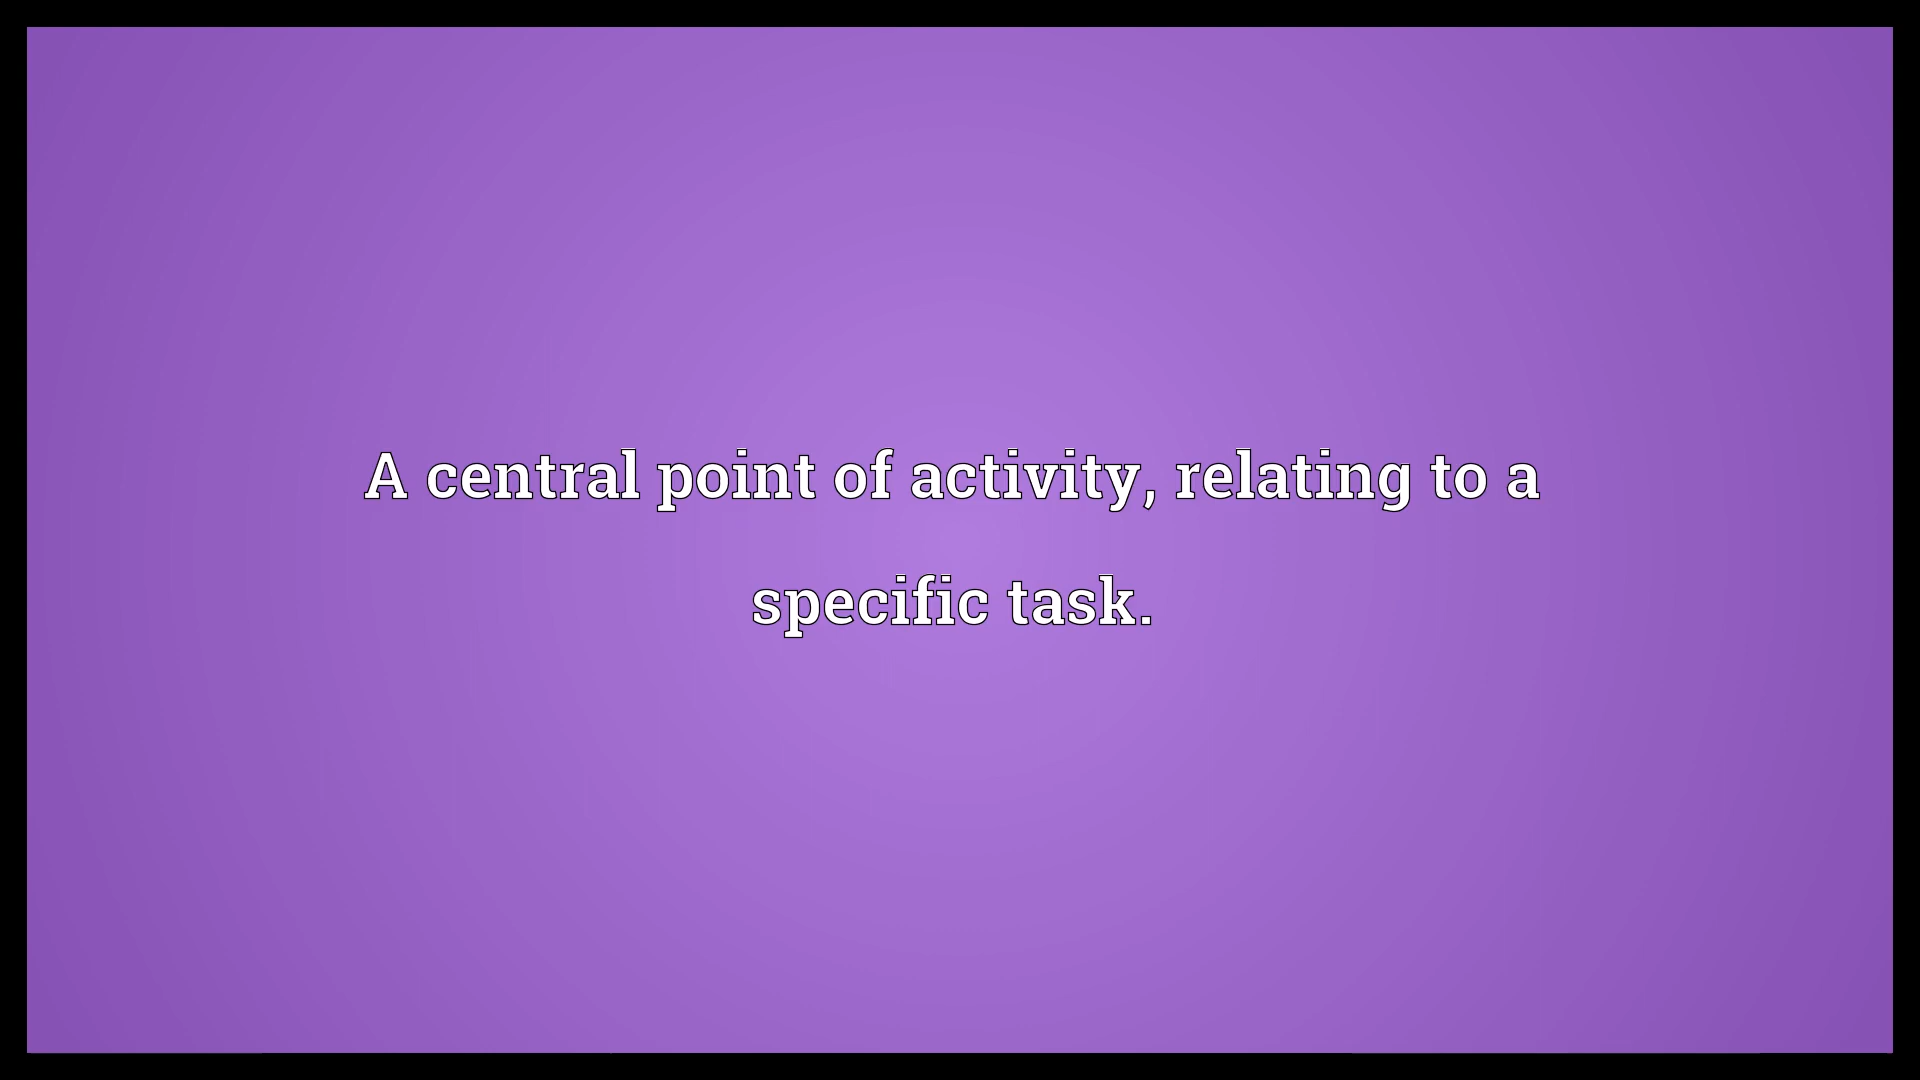 A central point of activity, relating to a
specific task.